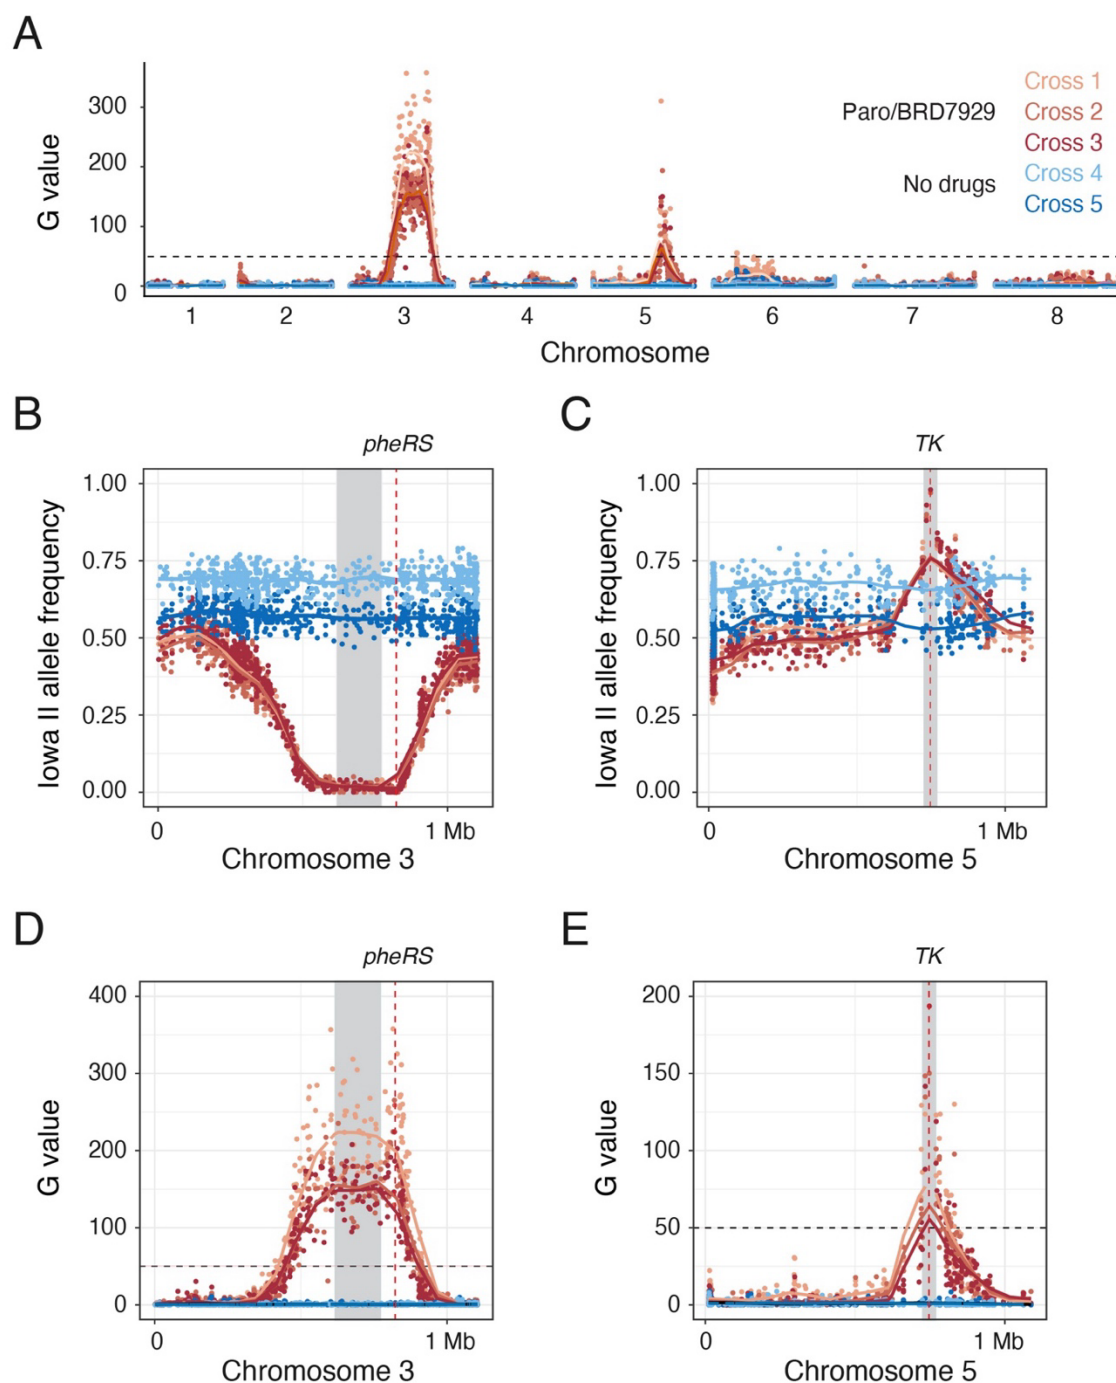 A
G value
300
200
100
0
1 2 3 4 5 6 7 8
Chromosome
Paro/BRD7929
No drugs
Cross 1
Cross 2
Cross 3
Cross 4
Cross 5
B
pheRS
Iowa II allele frequency
1.00
0.75
0.50
0.25
0.00
0 1 Mb
Chromosome 3
C
TK
Iowa II allele frequency
1.00
0.75
0.50
0.25
0.00
0 1 Mb
Chromosome 5
D
pheRS
G value
400
300
200
100
0
0 1 Mb
Chromosome 3
E
TK
G value
200
150
100
50
0
0 1 Mb
Chromosome 5